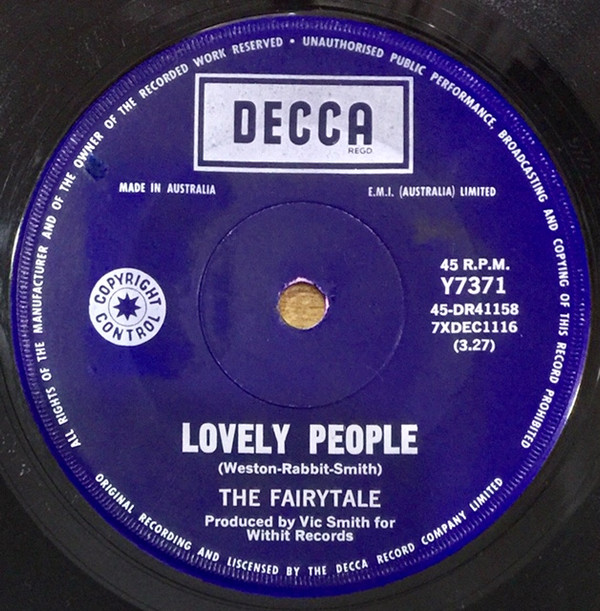 ALL RIGHTS OF THE MANUFACTURER AND OF THE OWNER OF THE RECORDED WORK RESERVED • UNAUTHORISED PUBLIC PERFORMANCE, BROADCASTING AND COPYING OF THIS RECORD PROHIBITED
DECCA
REGD
MADE IN AUSTRALIA
E.M.I. (AUSTRALIA) LIMITED
COPYRIGHT CONTROL
45 R.P.M.
Y7371
45-DR41158
7XDEC1116
(3.27)
LOVELY PEOPLE
(Weston-Rabbit-Smith)
THE FAIRYTALE
Produced by Vic Smith for
Withit Records
ORIGINAL RECORDING AND LICENSED BY THE DECCA RECORD COMPANY LIMITED